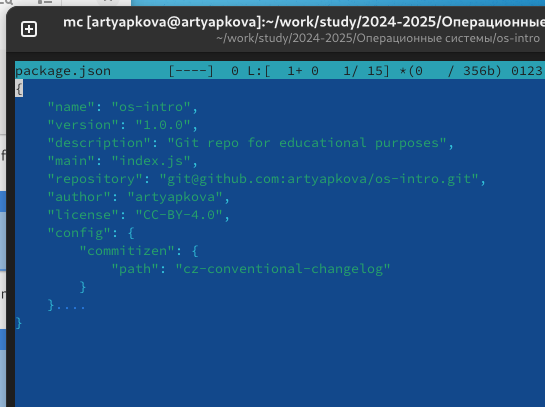 mc [artyapkova@artyapkova]:~/work/study/2024-2025/Операционные
~/work/study/2024-2025/Операционные системы/os-intro
package.json [----] 0 L:[ 1+ 0 1/ 15] *(0 / 356b) 0123
{
"name": "os-intro",
"version": "1.0.0",
"description": "Git repo for educational purposes",
"main": "index.js",
"repository": "git@github.com:artyapkova/os-intro.git",
"author": "artyapkova",
"license": "CC-BY-4.0",
"config": {
"commitizen": {
"path": "cz-conventional-changelog"
}
}....
}